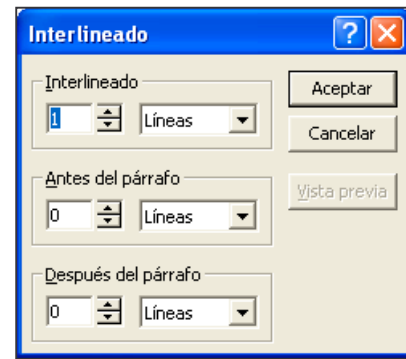 Interlineado
Interlineado
1 Líneas
Aceptar
Cancelar
Antes del párrafo
0 Líneas
Vista previa
Después del párrafo
0 Líneas